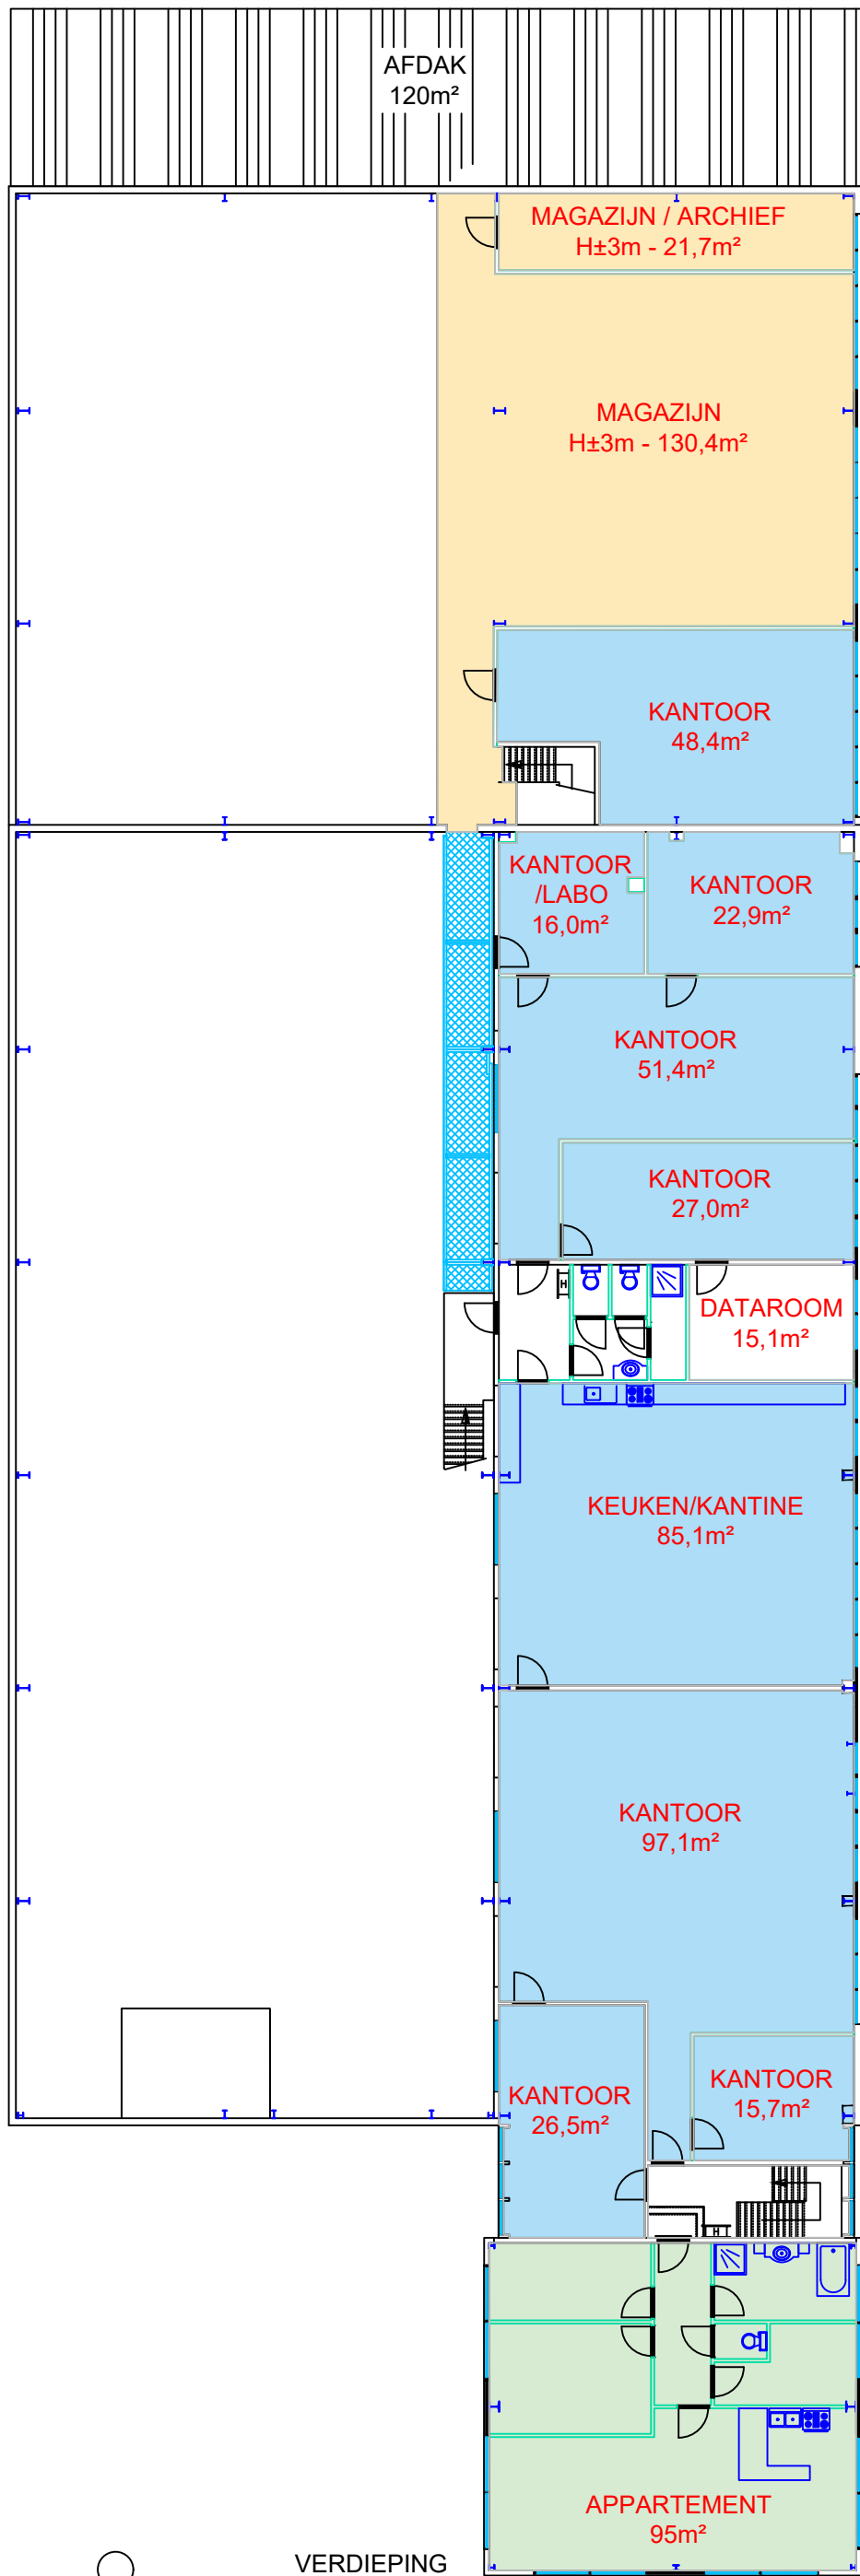 AFDAK
120m²
MAGAZIJN / ARCHIEF
H±3m - 21,7m²
MAGAZIJN
H±3m - 130,4m²
KANTOOR
48,4m²
KANTOOR
/LABO
16,0m²
KANTOOR
22,9m²
KANTOOR
51,4m²
KANTOOR
27,0m²
H
DATAROOM
15,1m²
KEUKEN/KANTINE
85,1m²
KANTOOR
97,1m²
KANTOOR
26,5m²
KANTOOR
15,7m²
H
APPARTEMENT
95m²
VERDIEPING